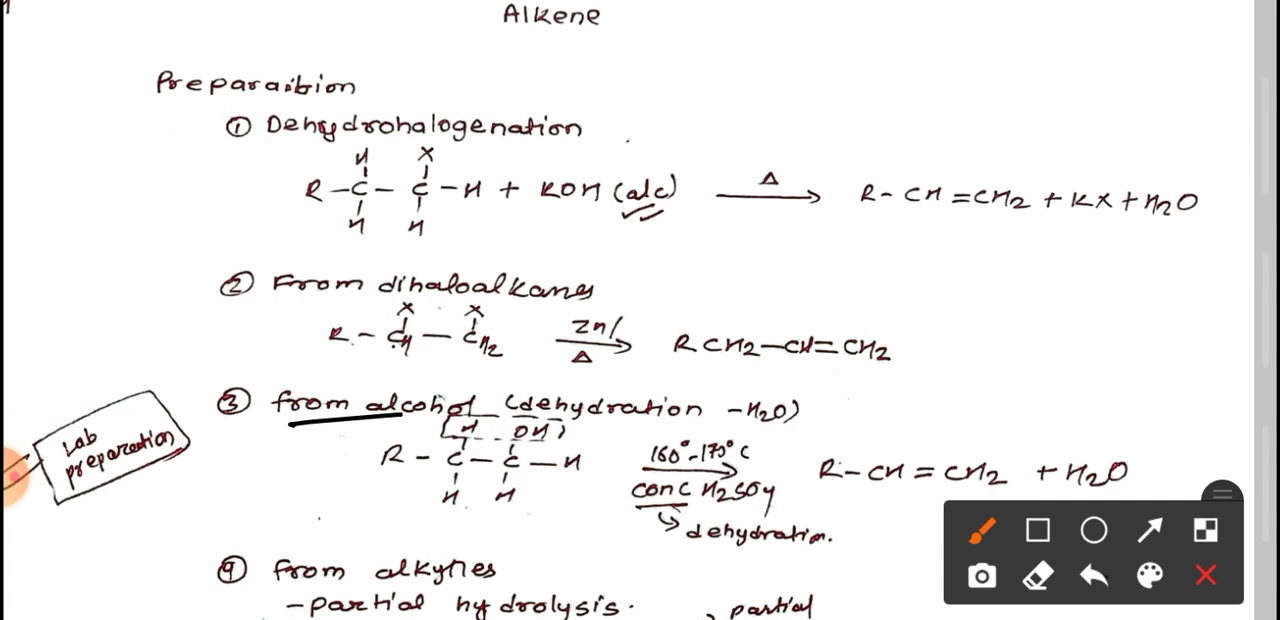 Alkene
Preparaibion
① Dehydrohalogenation
H X
R - C - C - H + KOH (alc) Δ → R - CH = CH2 + KX + H2O
H H
② From dihaloalkanes
X X
R - CH - CH2 Zn/ Δ → RCH2 - CH = CH2
③ from alcohol (dehydration -H2O)
H OH
R - C - C - H 160°-170°C → R - CH = CH2 + H2O
H H conc H2SO4
↳ dehydration.
Lab
preparation
④ from alkynes
- partial hydrolysis. , partial